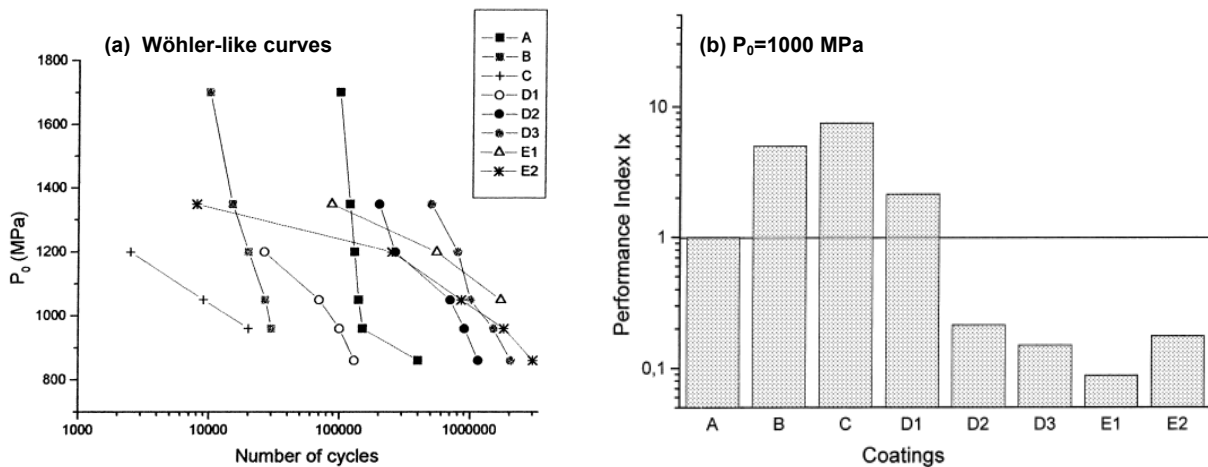 (a) Wöhler-like curves
A
B
C
D1
D2
D3
E1
E2
1800
1600
1400
1200
1000
800
P₀ (MPa)
1000
10000
100000
1000000
Number of cycles
(b) P₀=1000 MPa
10
1
0,1
Performance Index Ix
A B C D1 D2 D3 E1 E2
Coatings